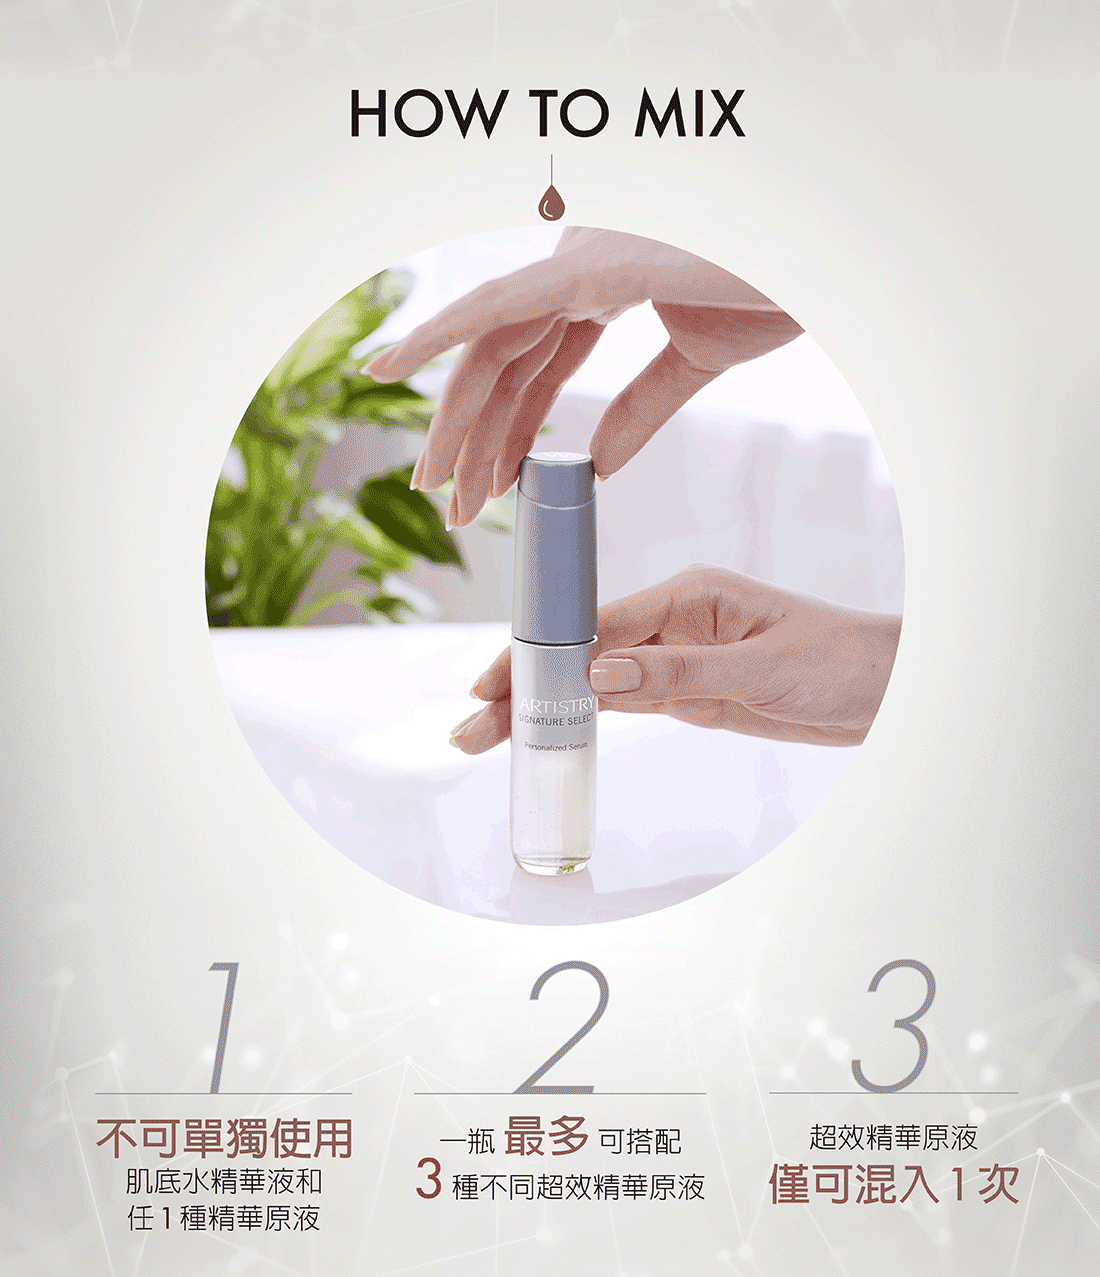 HOW TO MIX
ARTISTRY
SIGNATURE SELECT
Personalized Serum
1
不可單獨使用
肌底水精華液和
任1種精華原液
2
一瓶 最多 可搭配
3 種不同超效精華原液
3
超效精華原液
僅可混入1次